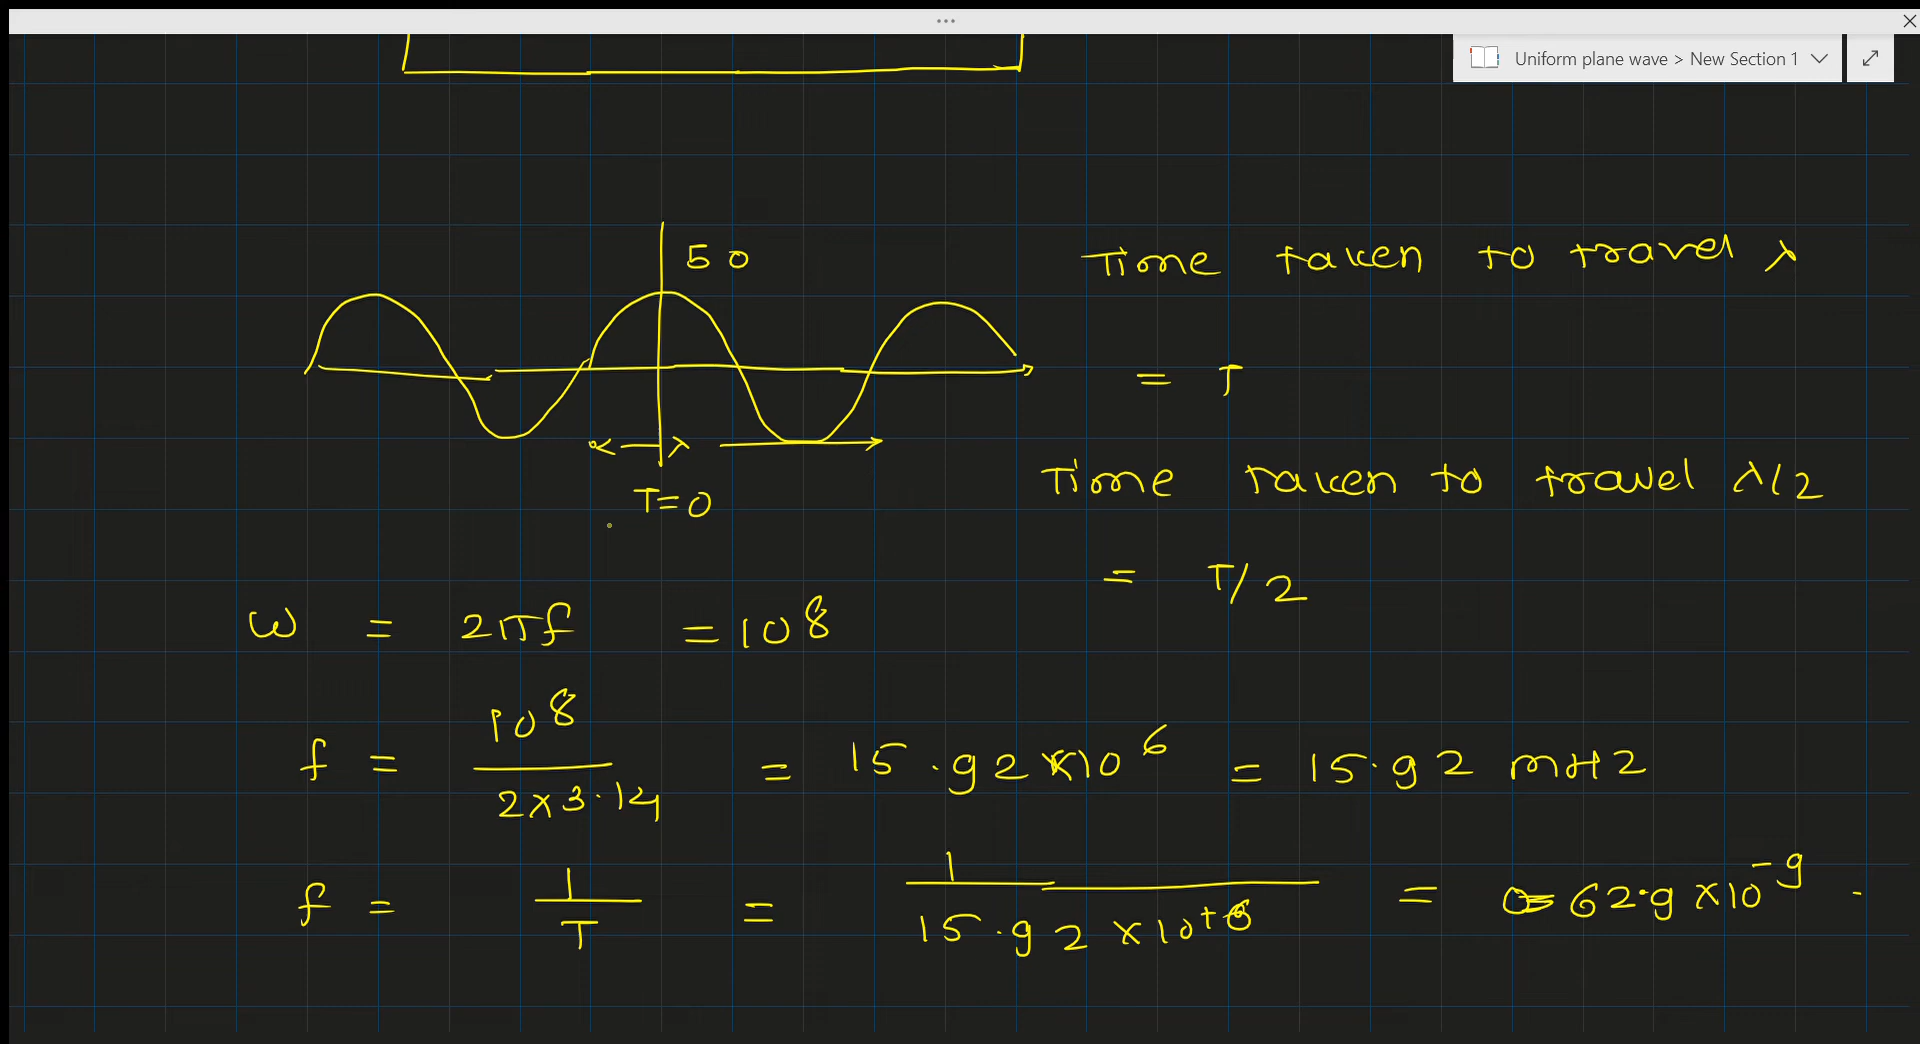 Uniform plane wave > New Section 1
50
Time taken to travel λ
= T
λ
T=0
Time taken to travel λ/2
= T/2
ω = 2πf = 10⁸
f = 10⁸ / 2×3.14 = 15.92×10⁶ = 15.92 mHz
f = 1/T = 1 / 15.92×10⁺⁶ = 62.9×10⁻⁹